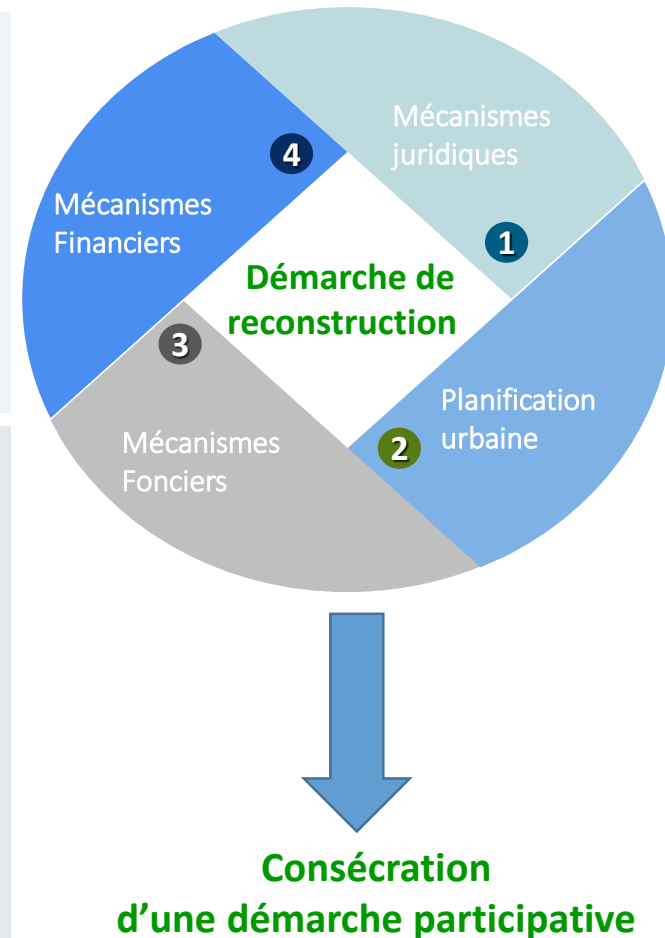 Mécanismes
juridiques
1
Planification
urbaine
2
Mécanismes
Fonciers
3
Mécanismes
Financiers
4
Démarche de
reconstruction
Consécration
d’une démarche participative